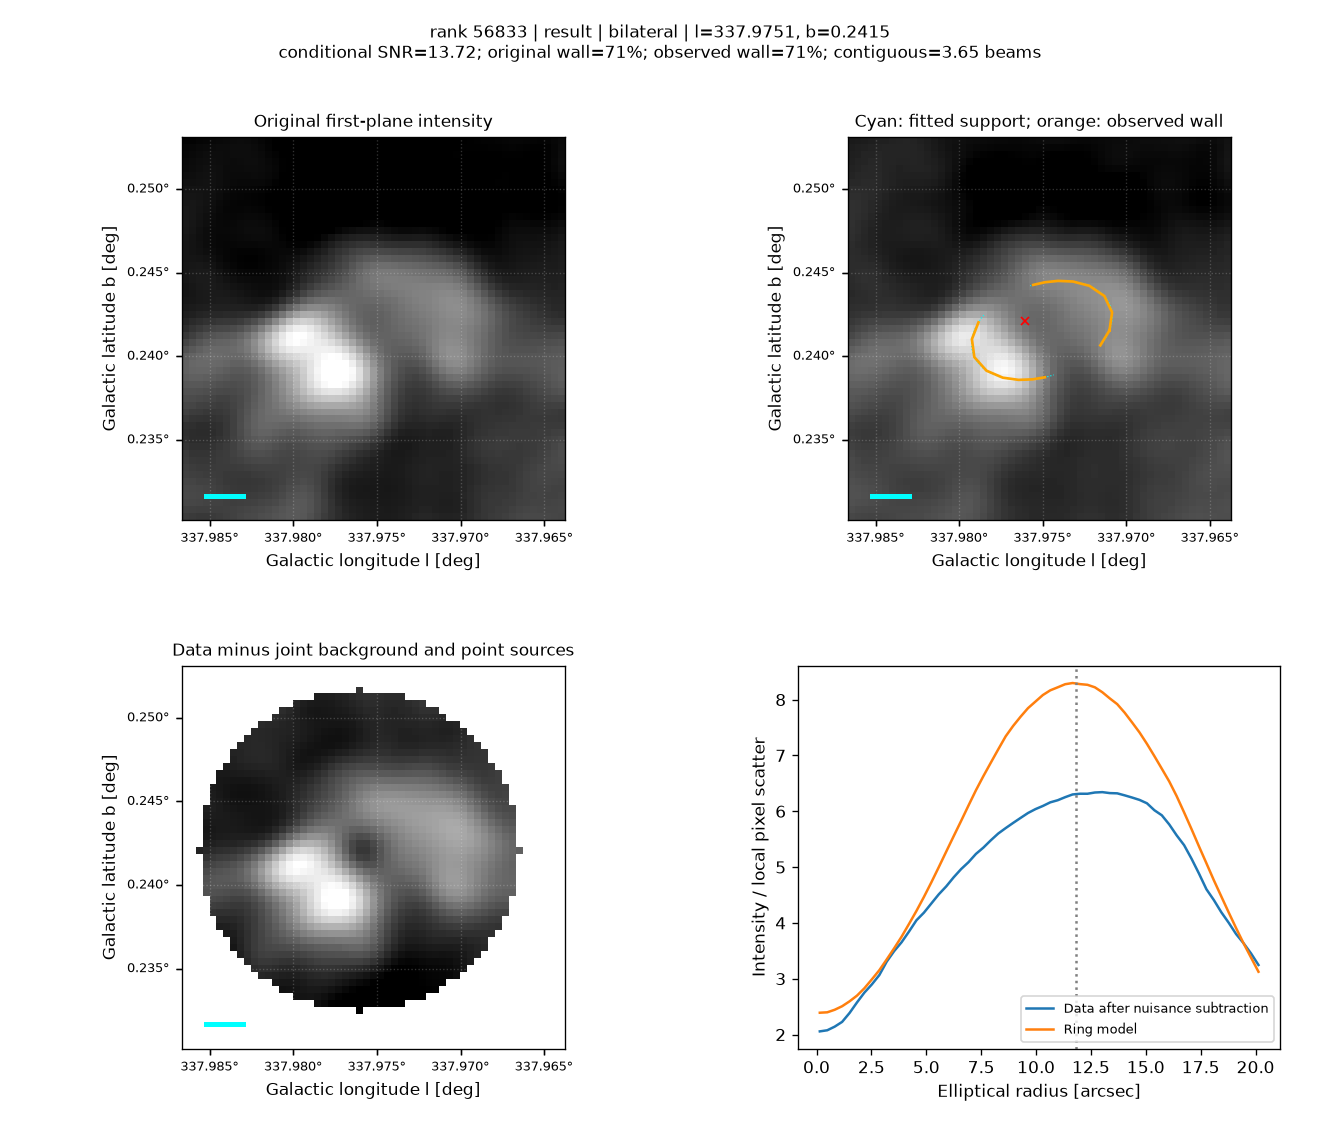 rank 56833 | result | bilateral | l=337.9751, b=0.2415
conditional SNR=13.72; original wall=71%; observed wall=71%; contiguous=3.65 beams
Original first-plane intensity
0.250°
0.245°
0.240°
0.235°
Galactic latitude b [deg]
337.985°
337.980°
337.975°
337.970°
337.965°
Galactic longitude l [deg]
Cyan: fitted support; orange: observed wall
0.250°
0.245°
0.240°
0.235°
Galactic latitude b [deg]
337.985°
337.980°
337.975°
337.970°
337.965°
Galactic longitude l [deg]
Data minus joint background and point sources
0.250°
0.245°
0.240°
0.235°
Galactic latitude b [deg]
337.985°
337.980°
337.975°
337.970°
337.965°
Galactic longitude l [deg]
8
7
6
5
4
3
2
Intensity / local pixel scatter
Data after nuisance subtraction
Ring model
0.0
2.5
5.0
7.5
10.0
12.5
15.0
17.5
20.0
Elliptical radius [arcsec]